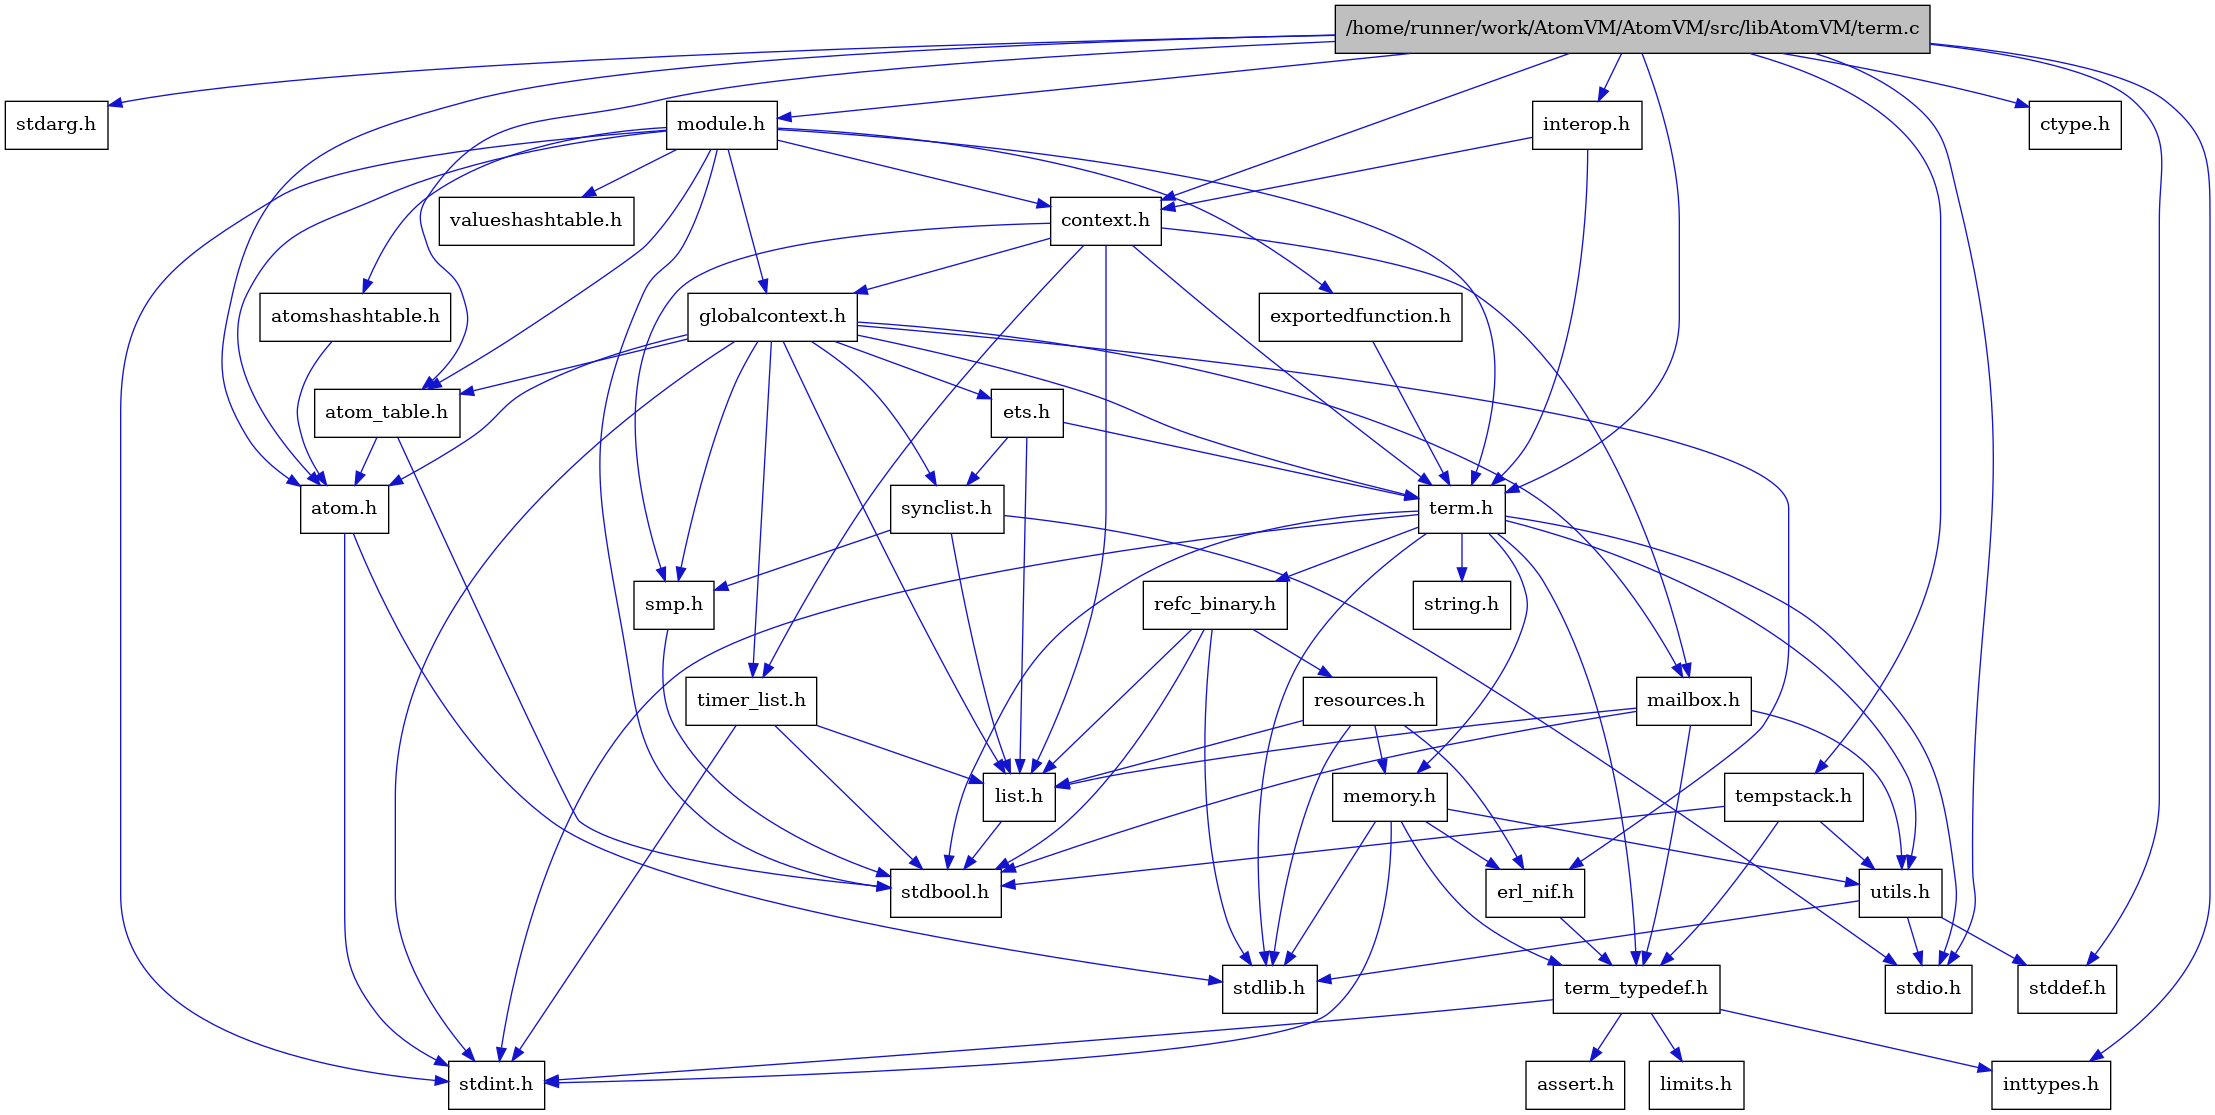 /home/runner/work/AtomVM/AtomVM/src/libAtomVM/term.c
stdarg.h
module.h
interop.h
ctype.h
valueshashtable.h
context.h
atomshashtable.h
globalcontext.h
exportedfunction.h
atom_table.h
ets.h
atom.h
synclist.h
term.h
smp.h
refc_binary.h
string.h
timer_list.h
resources.h
mailbox.h
list.h
memory.h
tempstack.h
stdbool.h
erl_nif.h
utils.h
stdlib.h
term_typedef.h
stdio.h
stddef.h
stdint.h
assert.h
limits.h
inttypes.h